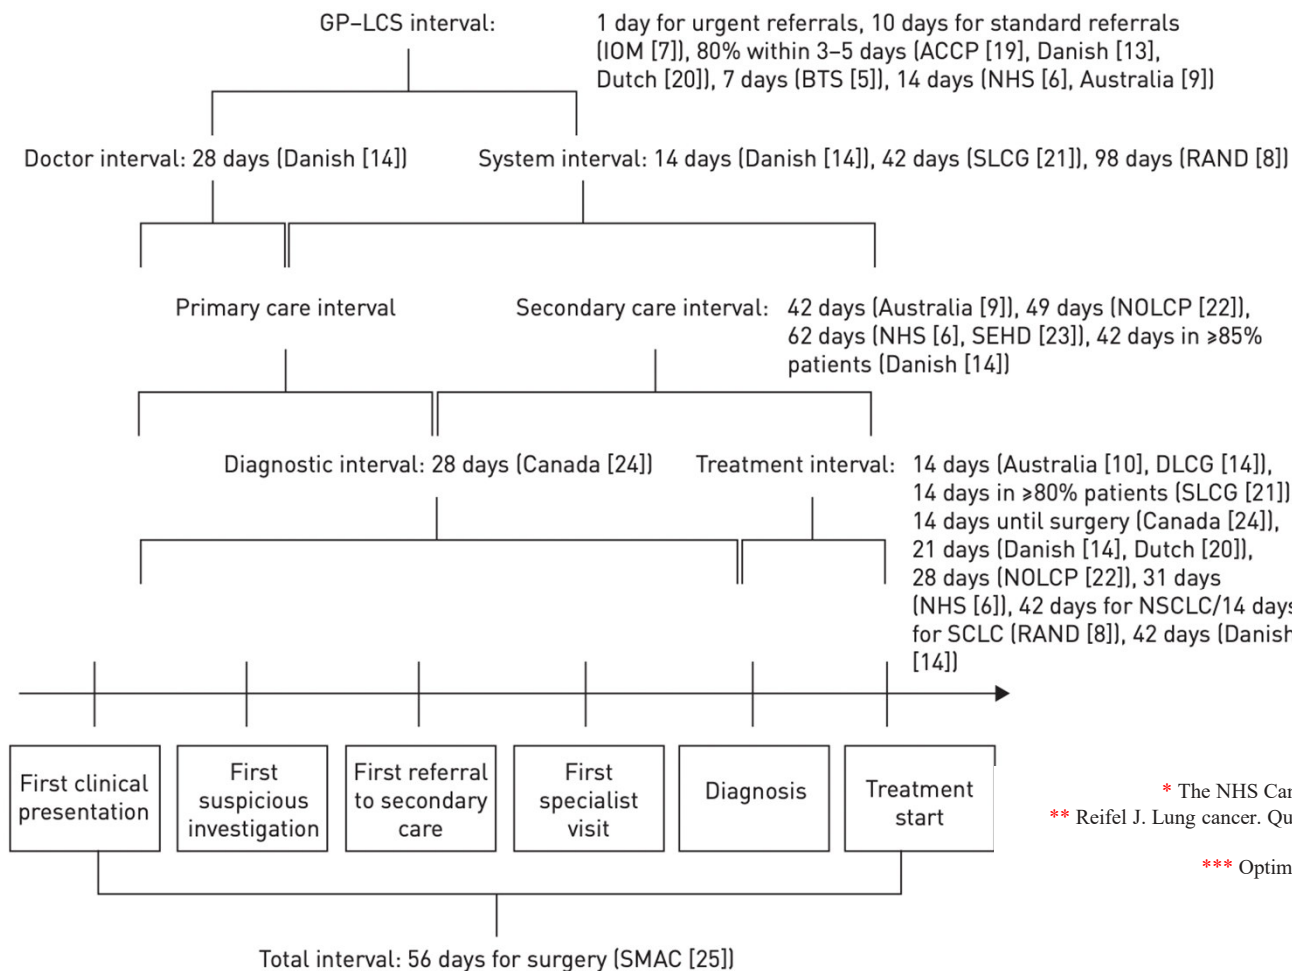 GP–LCS interval:
1 day for urgent referrals, 10 days for standard referrals
(IOM [7]), 80% within 3–5 days (ACCP [19], Danish [13],
Dutch [20]), 7 days (BTS [5]), 14 days (NHS [6], Australia [9])
Doctor interval: 28 days (Danish [14])
System interval: 14 days (Danish [14]), 42 days (SLCG [21]), 98 days (RAND [8])
Primary care interval
Secondary care interval:
42 days (Australia [9]), 49 days (NOLCP [22]),
62 days (NHS [6], SEHD [23]), 42 days in ≥85%
patients (Danish [14])
Diagnostic interval: 28 days (Canada [24])
Treatment interval:
14 days (Australia [10], DLCG [14]),
14 days in ≥80% patients (SLCG [21])
14 days until surgery (Canada [24]),
21 days (Danish [14], Dutch [20]),
28 days (NOLCP [22]), 31 days
(NHS [6]), 42 days for NSCLC/14 days
for SCLC (RAND [8]), 42 days (Danish
[14])
First clinical
presentation
First
suspicious
investigation
First referral
to secondary
care
First
specialist
visit
Diagnosis
Treatment
start
* The NHS Can
** Reifel J. Lung cancer. Qu
*** Optim
Total interval: 56 days for surgery (SMAC [25])